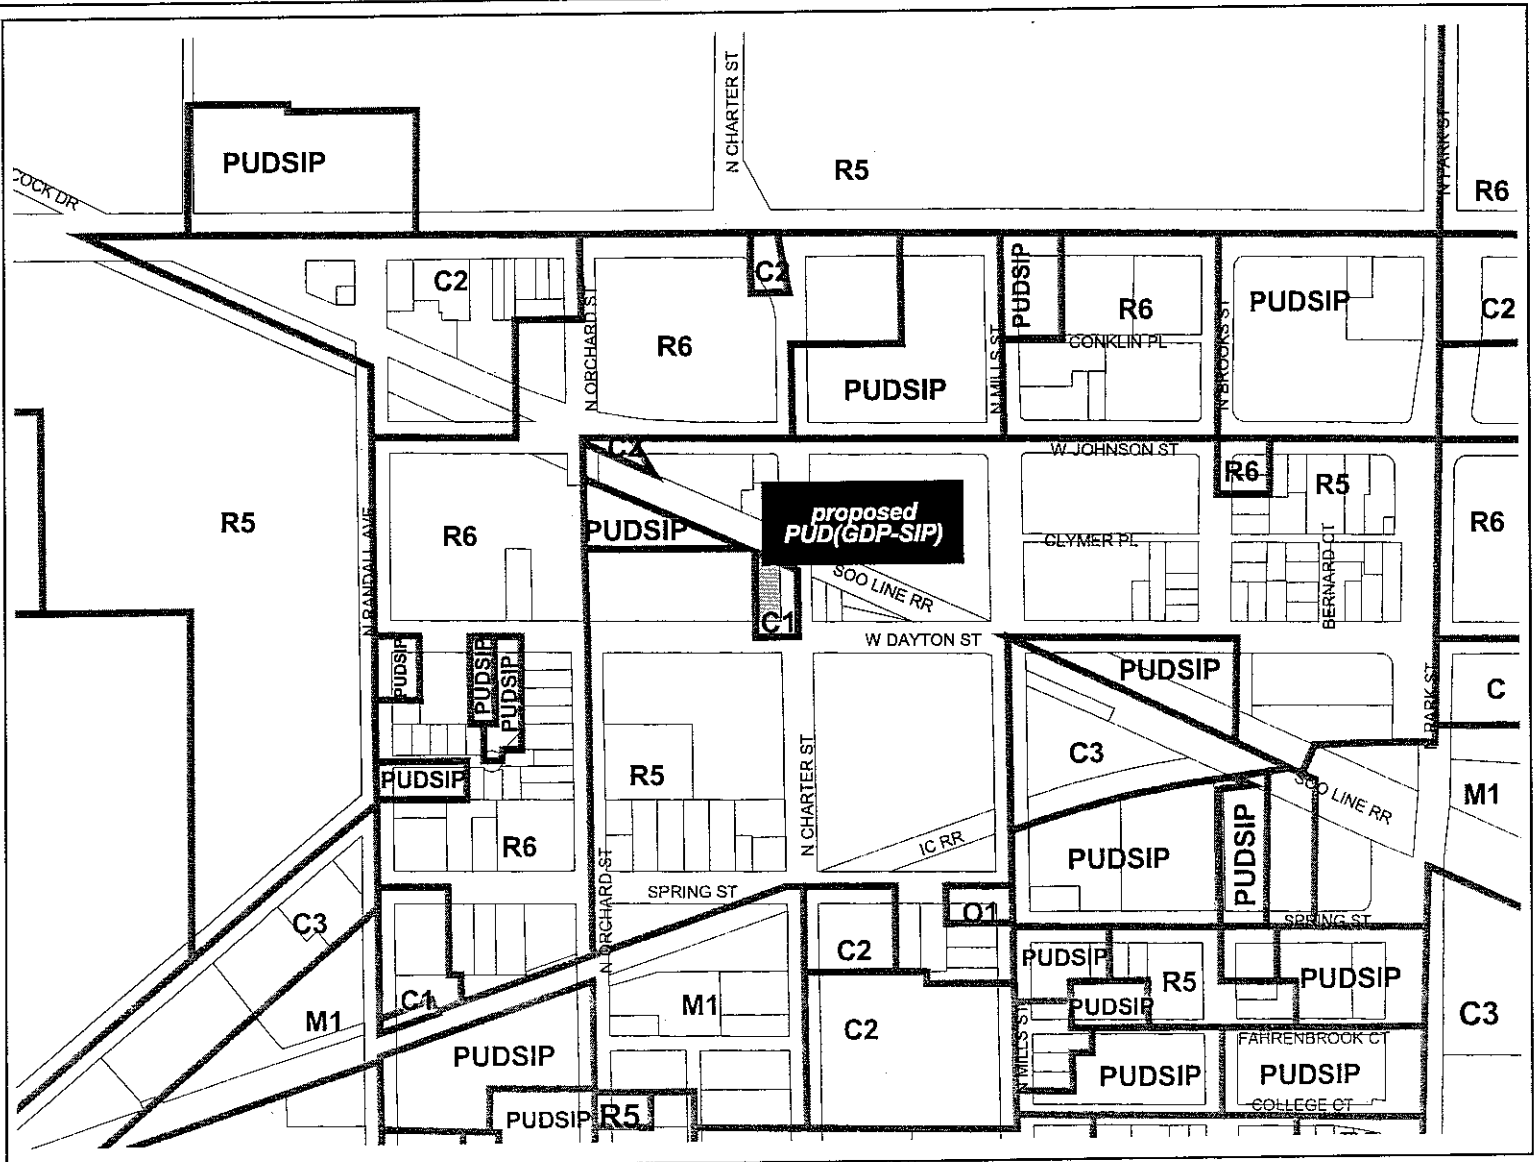 N CHARTER ST
N PARK ST
PUDSIP
R5
R6
COCK DR
C2
C2
PUDSIP
R6
PUDSIP
C2
N ORCHARD ST
R6
N MILLS ST
CONKLIN PL
N BROOKS ST
PUDSIP
C2
W JOHNSON ST
R6
R5
R5
R6
PUDSIP
proposed
PUD(GDP-SIP)
R6
N RANDALL AVE
CLYMER PL
BERNARD CT
SOO LINE RR
C1
W DAYTON ST
PUDSIP
PUDSIP
PUDSIP
PUDSIP
C
N PARK ST
C3
R5
N CHARTER ST
PUDSIP
SOO LINE RR
M1
R6
IC RR
PUDSIP
PUDSIP
SPRING ST
N ORCHARD ST
O1
SPRING ST
C3
C2
PUDSIP
R5
PUDSIP
C1
M1
M1
PUDSIP
C2
C3
N MILLS ST
FAHRENBROOK CT
PUDSIP
PUDSIP
PUDSIP
COLLEGE CT
PUDSIP
R5